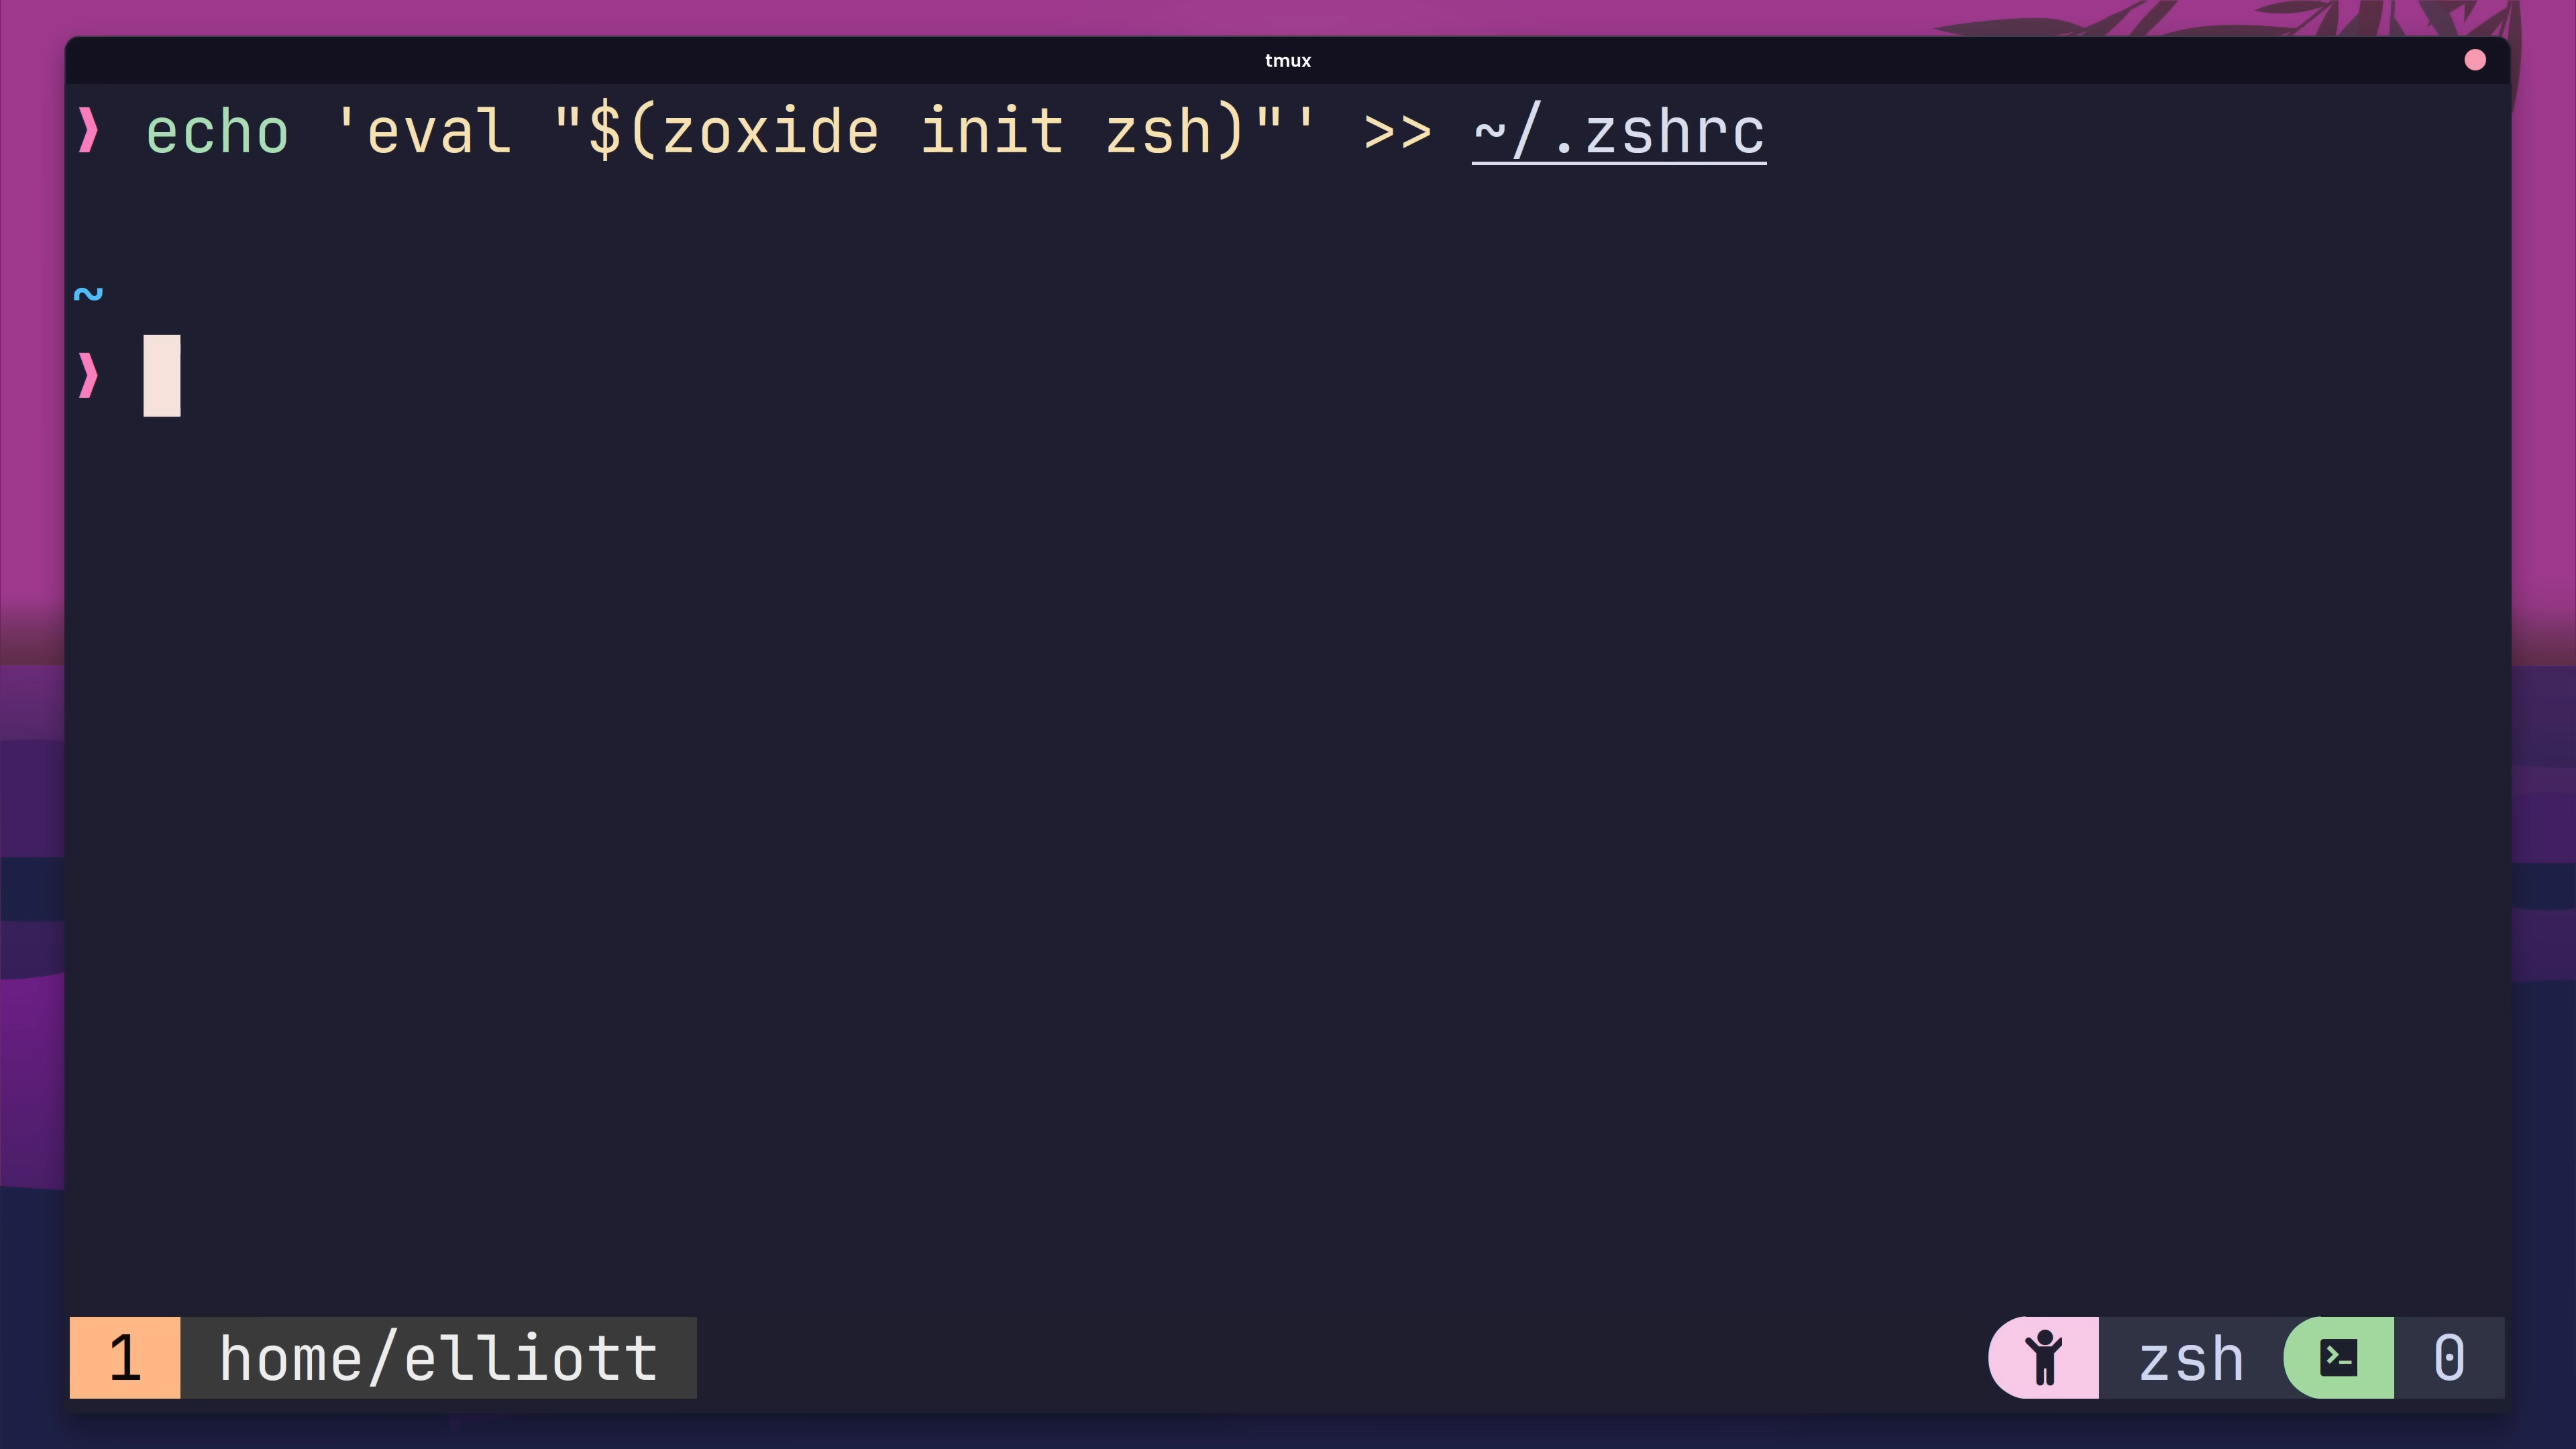 tmux
❯ echo 'eval "$(zoxide init zsh)"' >> ~/.zshrc
~
❯
1 home/elliott zsh 0